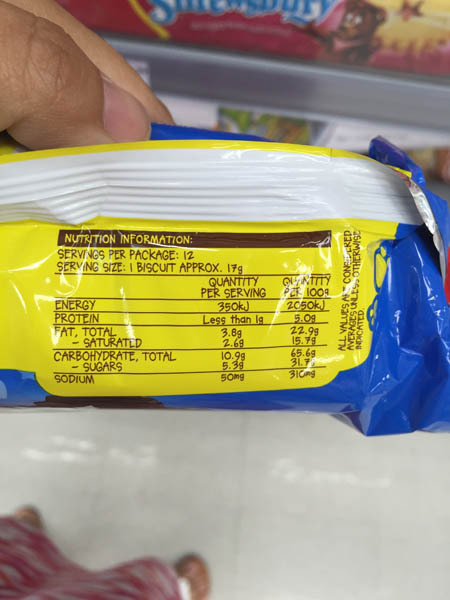 Shrewsbury
NUTRITION INFORMATION:
SERVINGS PER PACKAGE: 12
SERVING SIZE: 1 BISCUIT APPROX. 17g
QUANTITY PER SERVING QUANTITY PER 100g
ENERGY 350kJ 2050kJ
PROTEIN Less than 1g 5.0g
FAT, TOTAL 3.8g 22.9g
- SATURATED 2.6g 15.7g
CARBOHYDRATE, TOTAL 10.9g 65.6g
- SUGARS 5.3g 31.7g
SODIUM 50mg 310mg
ALL VALUES ARE CONSIDERED
AVERAGES UNLESS OTHERWISE
INDICATED